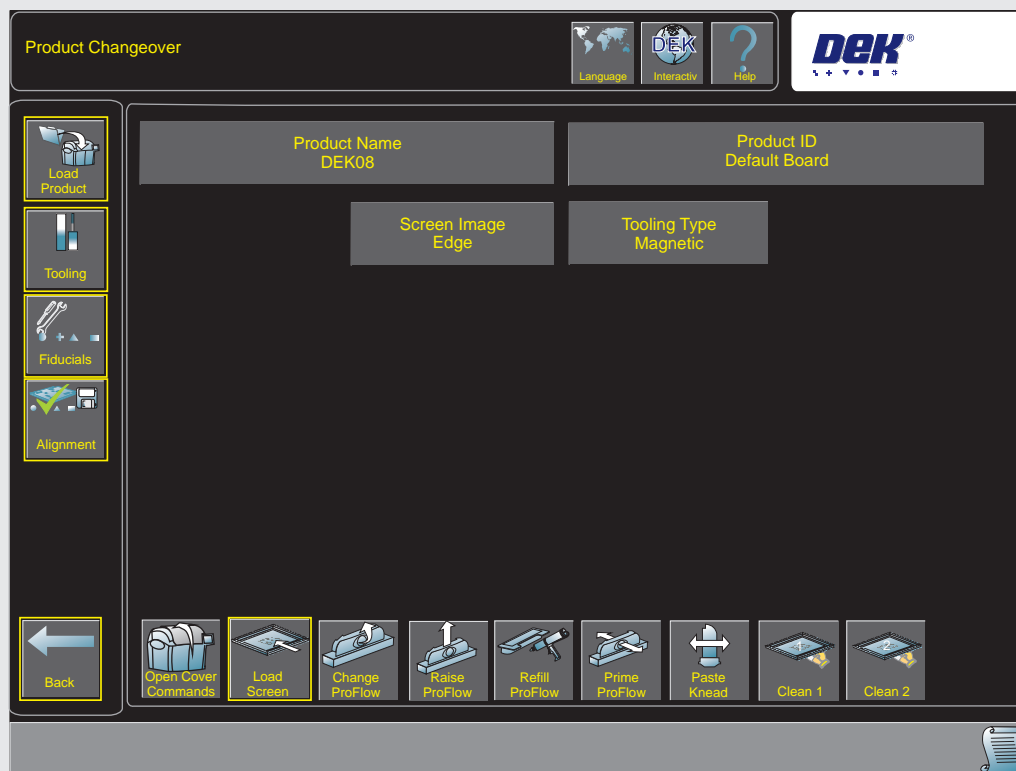 Product Changeover
Language
DEK
Interactiv
Help
DEK®
Product Name
DEK08
Product ID
Default Board
Screen Image
Edge
Tooling Type
Magnetic
Load
Product
Tooling
Fiducials
Alignment
Back
Open Cover
Commands
Load
Screen
Change
ProFlow
Raise
ProFlow
Refill
ProFlow
Prime
ProFlow
Paste
Knead
1
Clean 1
2
Clean 2